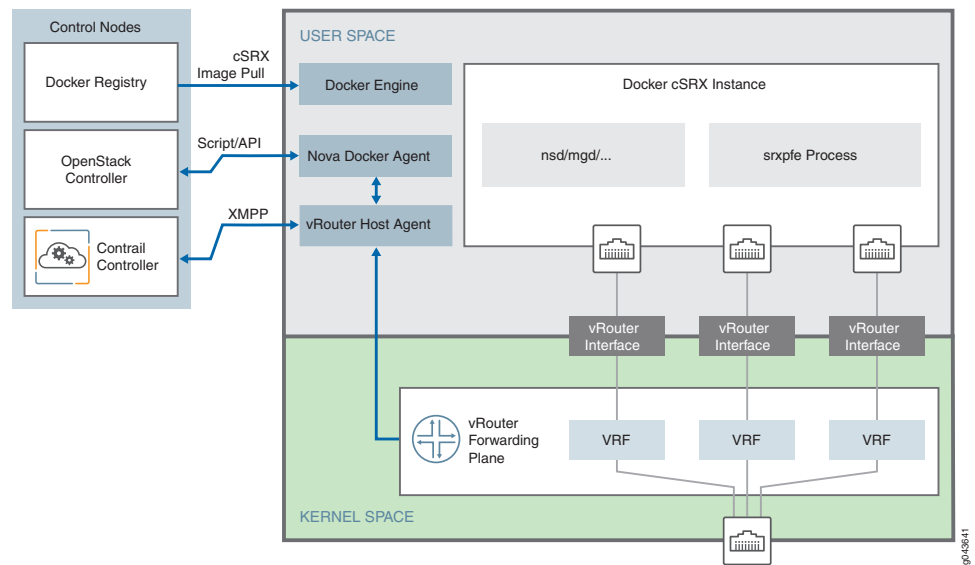 Control Nodes
Docker Registry
OpenStack
Controller
Contrail
Controller
cSRX
Image Pull
Script/API
XMPP
USER SPACE
Docker Engine
Nova Docker Agent
vRouter Host Agent
Docker cSRX Instance
nsd/mgd/...
srxpfe Process
vRouter
Interface
vRouter
Interface
vRouter
Interface
vRouter
Forwarding
Plane
VRF
VRF
VRF
KERNEL SPACE
g043641